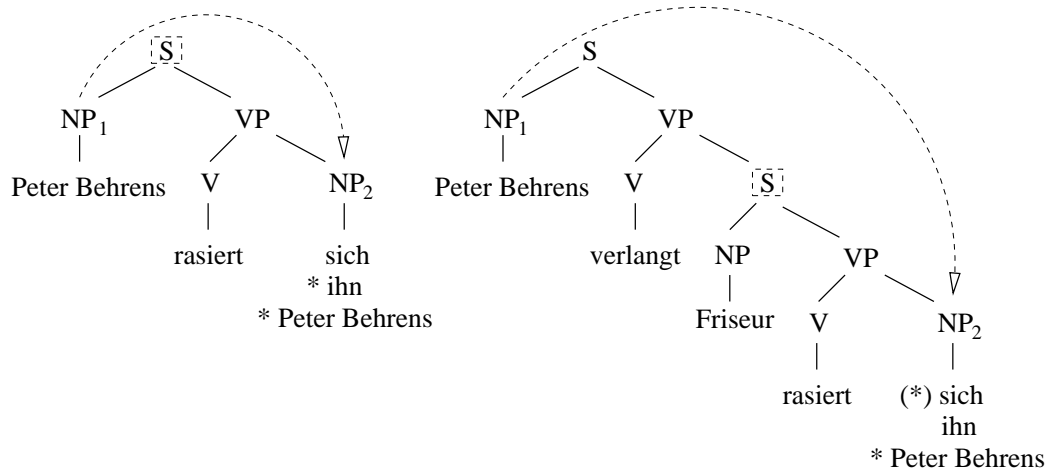 S
NP1 VP
Peter Behrens V NP2
rasiert sich
* ihn
* Peter Behrens
S
NP1 VP
Peter Behrens V S
verlangt NP VP
Friseur V NP2
rasiert (*) sich
ihn
* Peter Behrens